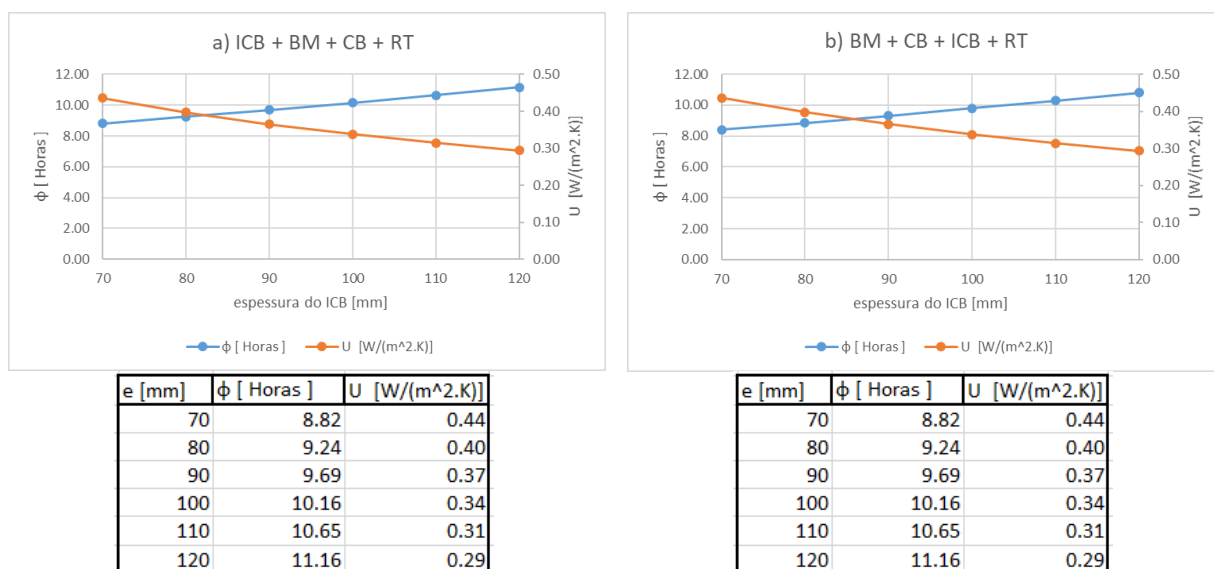 a) ICB + BM + CB + RT
12.00
10.00
8.00
6.00
4.00
2.00
0.00
ϕ [ Horas ]
0.50
0.40
0.30
0.20
0.10
0.00
U [W/(m^2.K)]
70 80 90 100 110 120
espessura do ICB [mm]
ϕ [ Horas ] U [W/(m^2.K)]
e [mm] ϕ [ Horas ] U [W/(m^2.K)]
70 8.82 0.44
80 9.24 0.40
90 9.69 0.37
100 10.16 0.34
110 10.65 0.31
120 11.16 0.29
b) BM + CB + ICB + RT
12.00
10.00
8.00
6.00
4.00
2.00
0.00
ϕ [ Horas ]
0.50
0.40
0.30
0.20
0.10
0.00
U [W/(m^2.K)]
70 80 90 100 110 120
espessura do ICB [mm]
ϕ [ Horas ] U [W/(m^2.K)]
e [mm] ϕ [ Horas ] U [W/(m^2.K)]
70 8.82 0.44
80 9.24 0.40
90 9.69 0.37
100 10.16 0.34
110 10.65 0.31
120 11.16 0.29